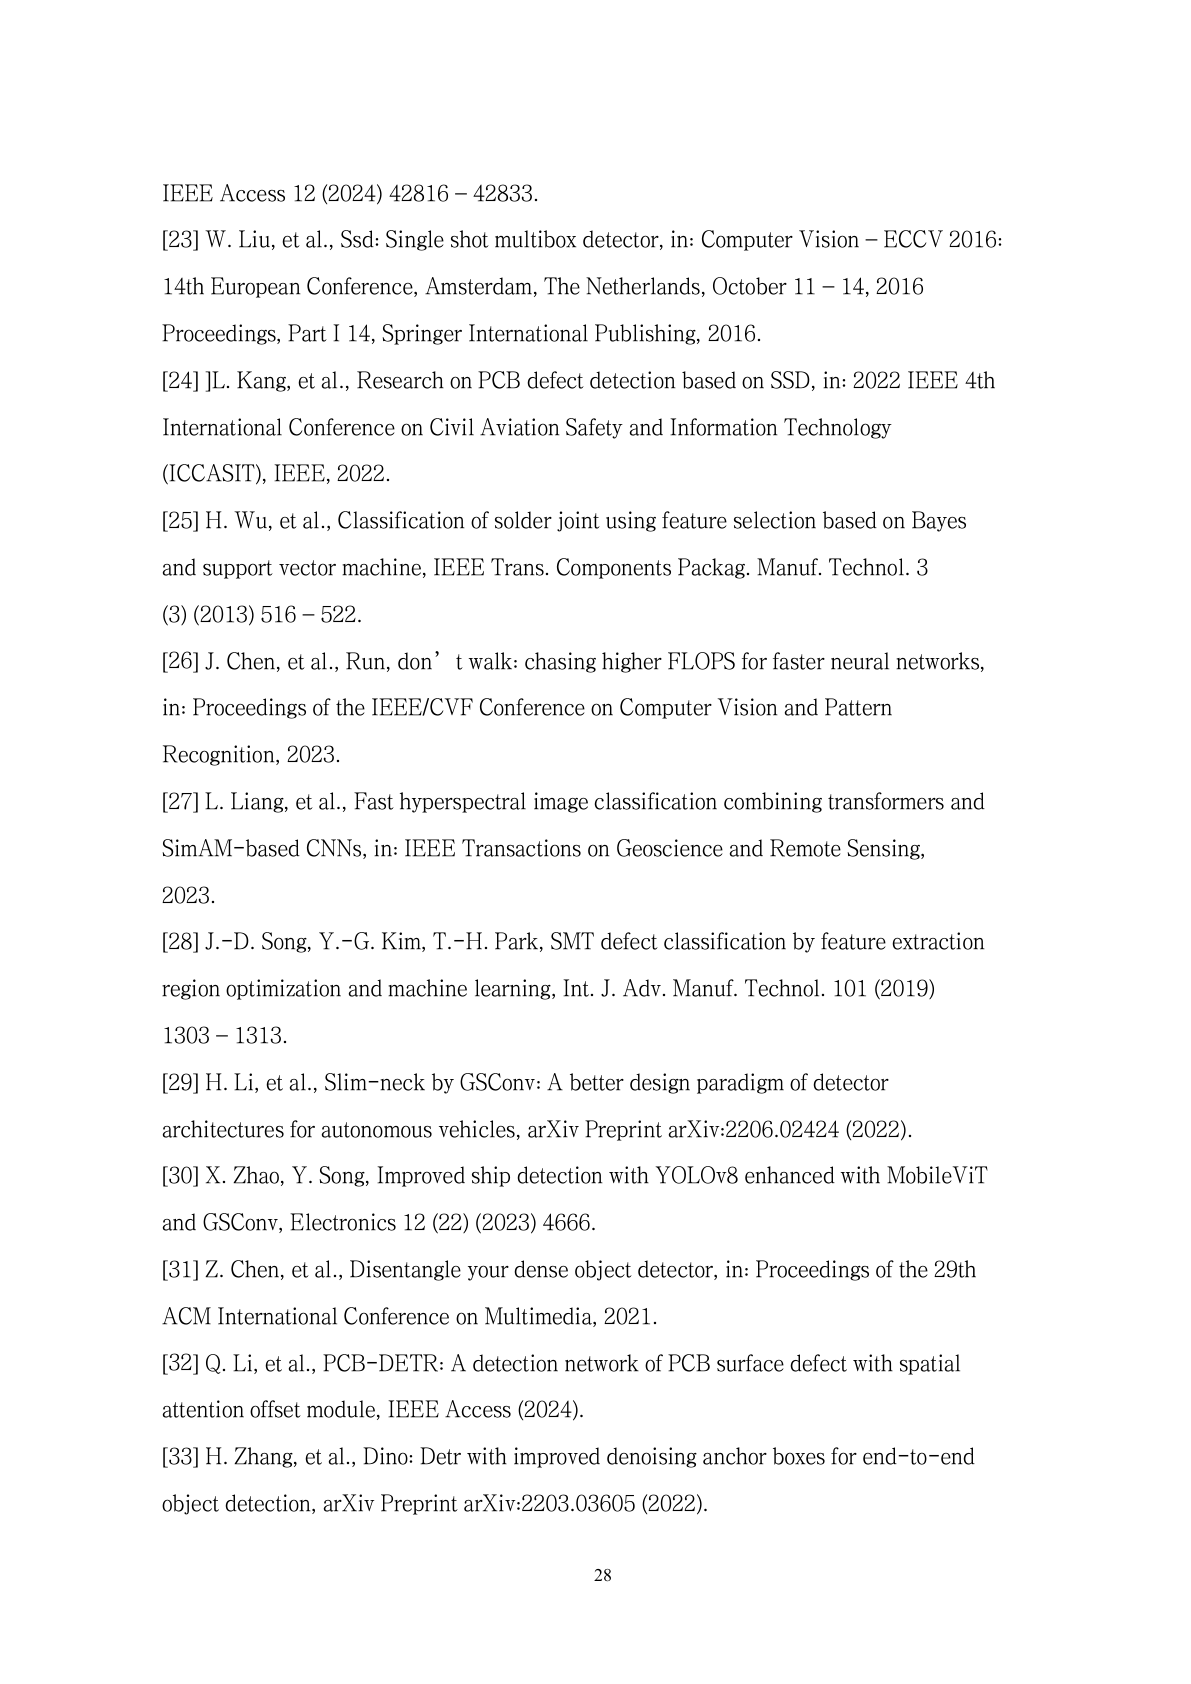 IEEE Access 12 (2024) 42816 – 42833.
[23] W. Liu, et al., Ssd: Single shot multibox detector, in: Computer Vision – ECCV 2016:
14th European Conference, Amsterdam, The Netherlands, October 11 – 14, 2016
Proceedings, Part I 14, Springer International Publishing, 2016.
[24] ]L. Kang, et al., Research on PCB defect detection based on SSD, in: 2022 IEEE 4th
International Conference on Civil Aviation Safety and Information Technology
(ICCASIT), IEEE, 2022.
[25] H. Wu, et al., Classification of solder joint using feature selection based on Bayes
and support vector machine, IEEE Trans. Components Packag. Manuf. Technol. 3
(3) (2013) 516 – 522.
[26] J. Chen, et al., Run, don’t walk: chasing higher FLOPS for faster neural networks,
in: Proceedings of the IEEE/CVF Conference on Computer Vision and Pattern
Recognition, 2023.
[27] L. Liang, et al., Fast hyperspectral image classification combining transformers and
SimAM-based CNNs, in: IEEE Transactions on Geoscience and Remote Sensing,
2023.
[28] J.-D. Song, Y.-G. Kim, T.-H. Park, SMT defect classification by feature extraction
region optimization and machine learning, Int. J. Adv. Manuf. Technol. 101 (2019)
1303 – 1313.
[29] H. Li, et al., Slim-neck by GSConv: A better design paradigm of detector
architectures for autonomous vehicles, arXiv Preprint arXiv:2206.02424 (2022).
[30] X. Zhao, Y. Song, Improved ship detection with YOLOv8 enhanced with MobileViT
and GSConv, Electronics 12 (22) (2023) 4666.
[31] Z. Chen, et al., Disentangle your dense object detector, in: Proceedings of the 29th
ACM International Conference on Multimedia, 2021.
[32] Q. Li, et al., PCB-DETR: A detection network of PCB surface defect with spatial
attention offset module, IEEE Access (2024).
[33] H. Zhang, et al., Dino: Detr with improved denoising anchor boxes for end-to-end
object detection, arXiv Preprint arXiv:2203.03605 (2022).
28